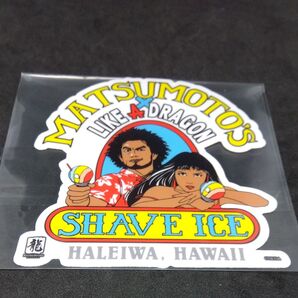 MATSUMOTO'S
X
LIKE A DRAGON
SHAVE ICE
HALEIWA, HAWAII
龍